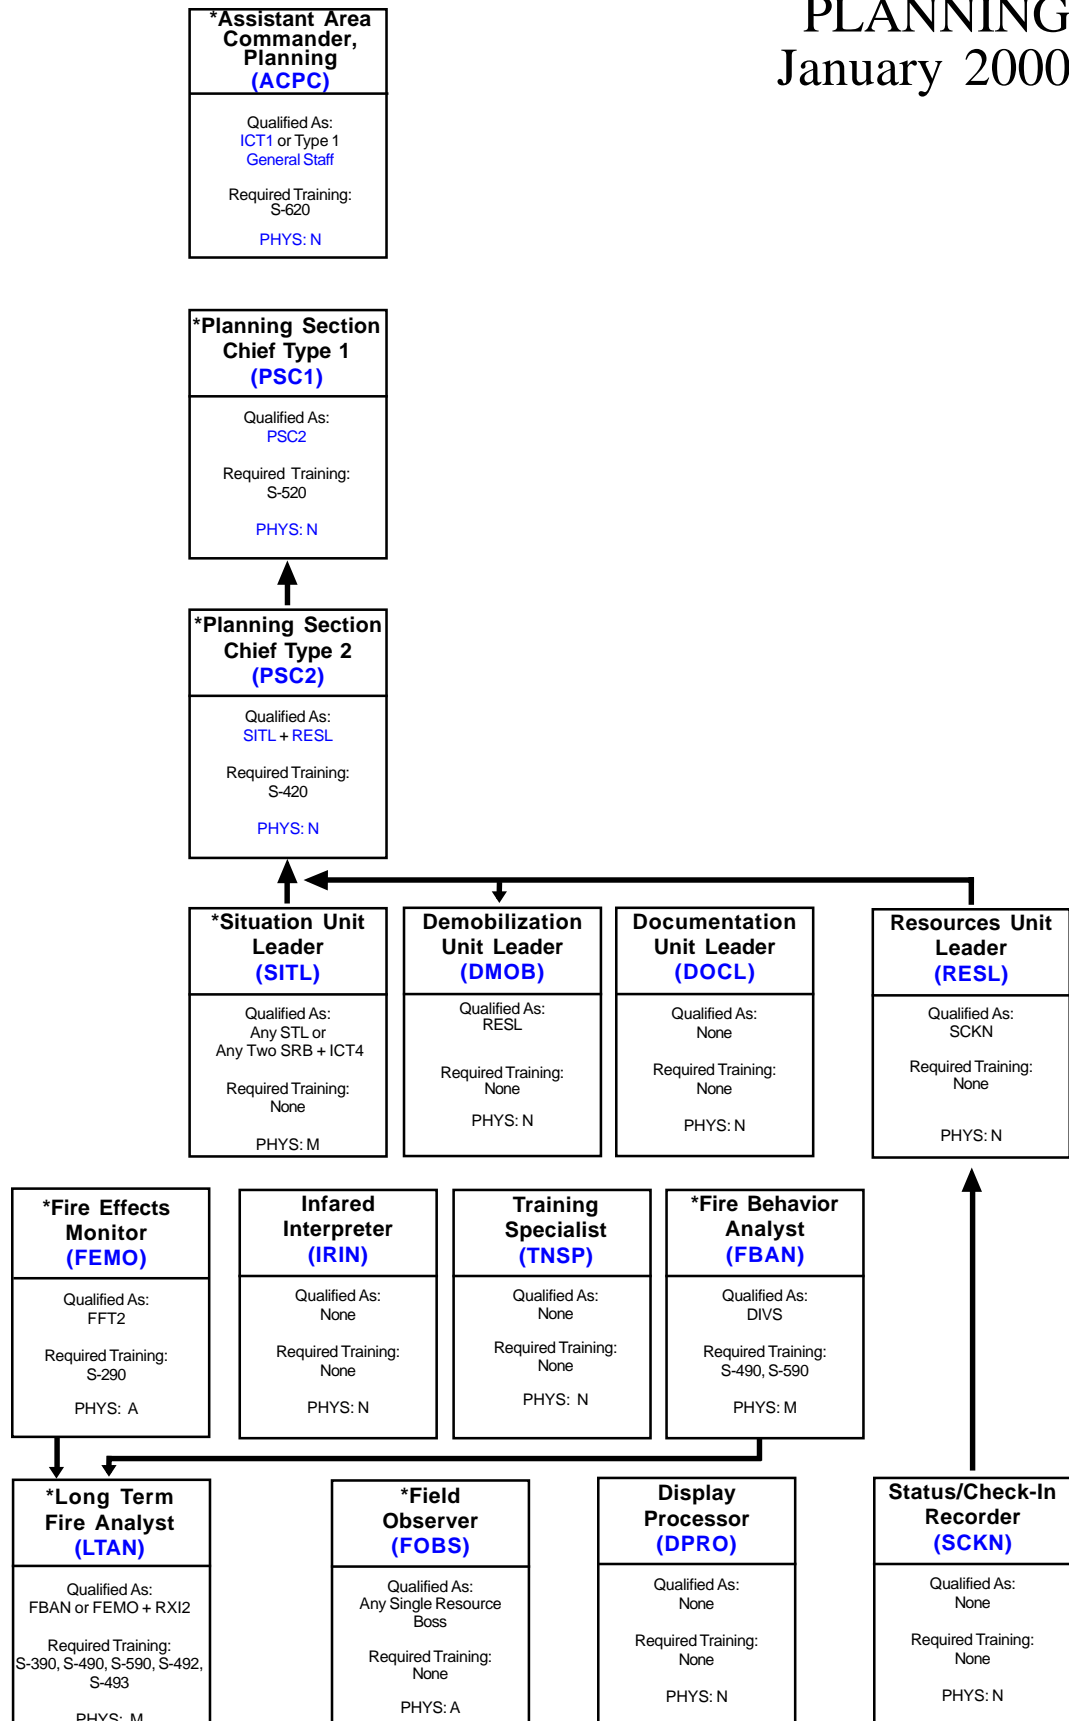 PLANNING
January 2000
*Assistant Area
Commander,
Planning
(ACPC)
Qualified As:
ICT1 or Type 1
General Staff
Required Training:
S-620
PHYS: N
*Planning Section
Chief Type 1
(PSC1)
Qualified As:
PSC2
Required Training:
S-520
PHYS: N
*Planning Section
Chief Type 2
(PSC2)
Qualified As:
SITL + RESL
Required Training:
S-420
PHYS: N
*Situation Unit
Leader
(SITL)
Qualified As:
Any STL or
Any Two SRB + ICT4
Required Training:
None
PHYS: M
Demobilization
Unit Leader
(DMOB)
Qualified As:
RESL
Required Training:
None
PHYS: N
Documentation
Unit Leader
(DOCL)
Qualified As:
None
Required Training:
None
PHYS: N
Resources Unit
Leader
(RESL)
Qualified As:
SCKN
Required Training:
None
PHYS: N
*Fire Effects
Monitor
(FEMO)
Qualified As:
FFT2
Required Training:
S-290
PHYS: A
Infared
Interpreter
(IRIN)
Qualified As:
None
Required Training:
None
PHYS: N
Training
Specialist
(TNSP)
Qualified As:
None
Required Training:
None
PHYS: N
*Fire Behavior
Analyst
(FBAN)
Qualified As:
DIVS
Required Training:
S-490, S-590
PHYS: M
*Long Term
Fire Analyst
(LTAN)
Qualified As:
FBAN or FEMO + RXI2
Required Training:
S-390, S-490, S-590, S-492,
S-493
PHYS: M
*Field
Observer
(FOBS)
Qualified As:
Any Single Resource
Boss
Required Training:
None
PHYS: A
Display
Processor
(DPRO)
Qualified As:
None
Required Training:
None
PHYS: N
Status/Check-In
Recorder
(SCKN)
Qualified As:
None
Required Training:
None
PHYS: N